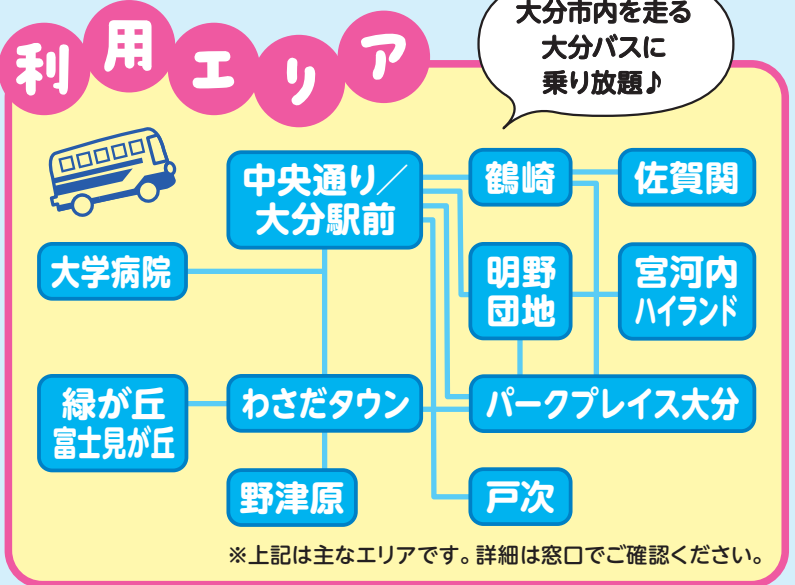 利用エリア
大分市内を走る
大分バスに
乗り放題♪
中央通り／
大分駅前
鶴崎
佐賀関
大学病院
明野
団地
宮河内
ハイランド
緑が丘
富士見が丘
わさだタウン
パークプレイス大分
野津原
戸次
※上記は主なエリアです。詳細は窓口でご確認ください。